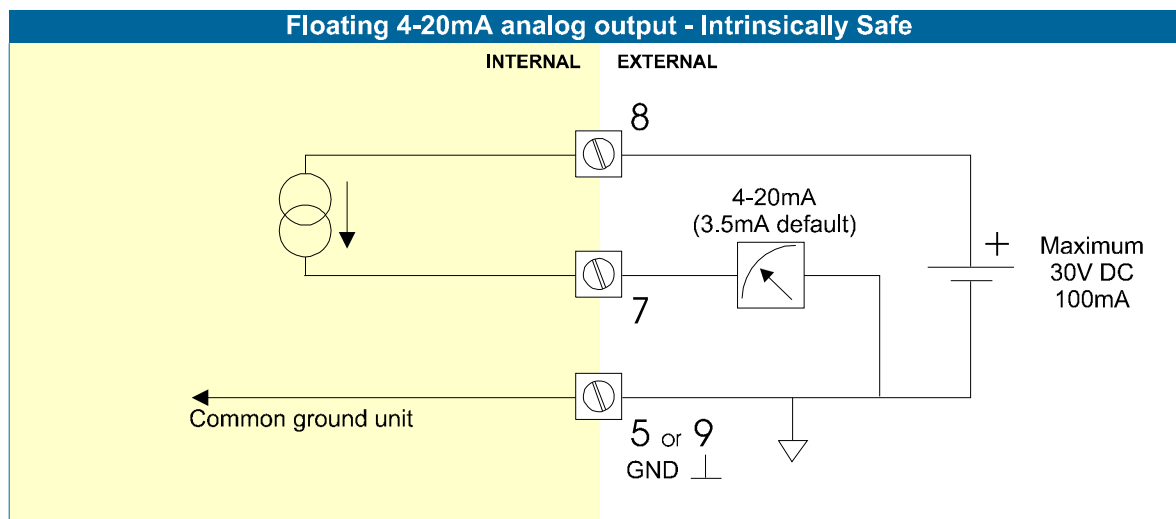 Floating 4-20mA analog output - Intrinsically Safe
INTERNAL EXTERNAL
8
4-20mA
(3.5mA default)
+
Maximum
30V DC
100mA
7
Common ground unit
5 or 9
GND